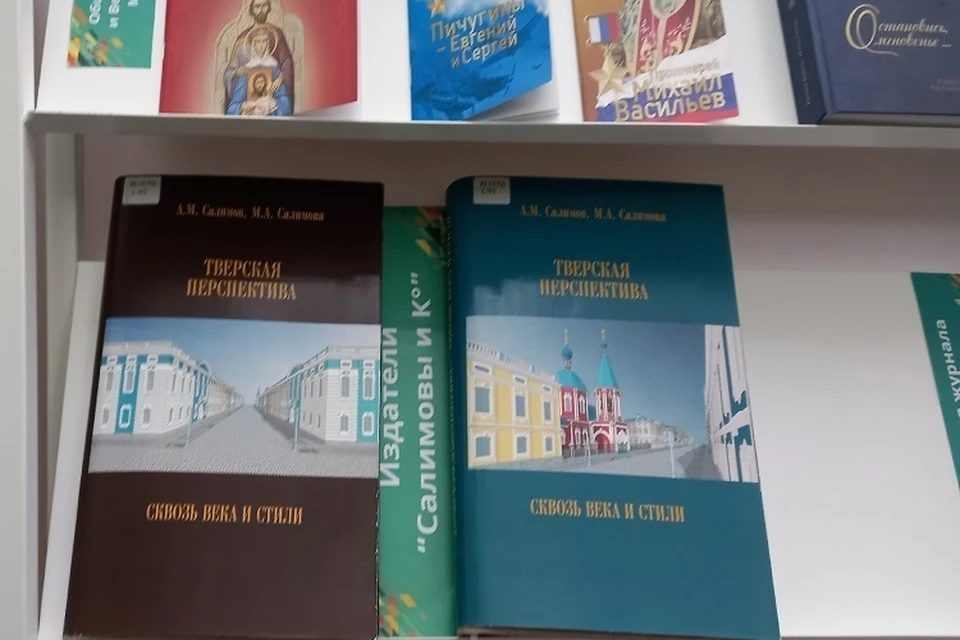 Пичугины
– Евгений
и Сергей
Протоиерей
Михаил
Васильев
Остановись,
мгновенье –
А.М. Салимов, М.А. Салимова
ТВЕРСКАЯ
ПЕРСПЕКТИВА
СКВОЗЬ ВЕКА И СТИЛИ
Издатели
"Салимовы и К°"
А.М. Салимов, М.А. Салимова
ТВЕРСКАЯ
ПЕРСПЕКТИВА
СКВОЗЬ ВЕКА И СТИЛИ
журнала